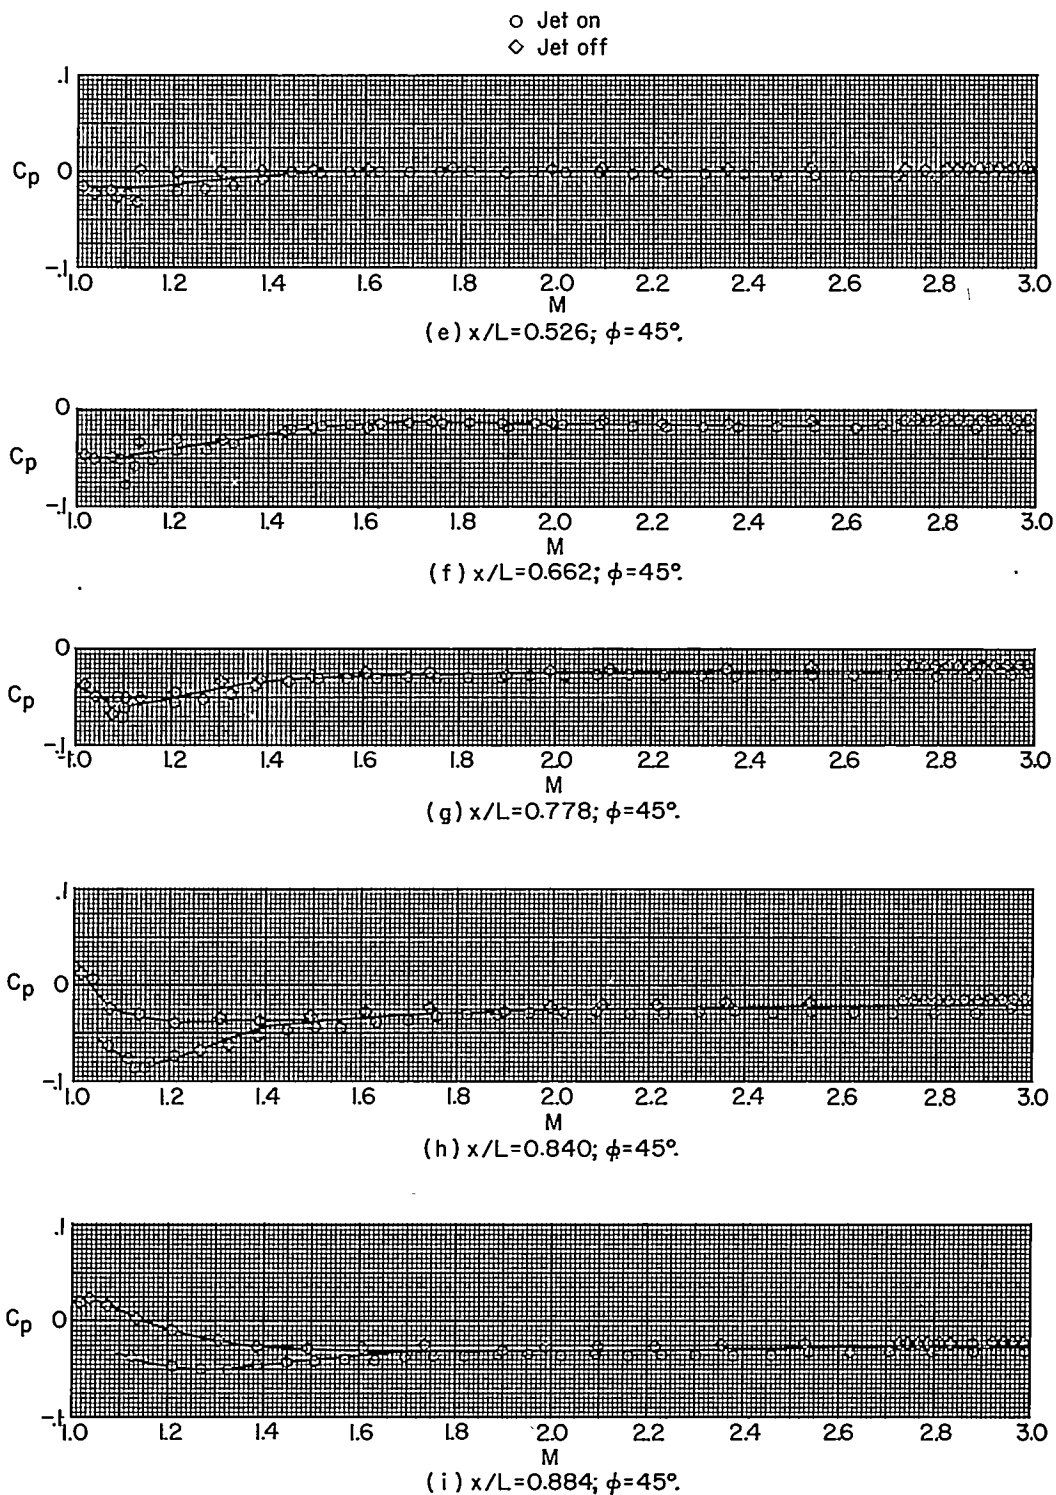 ○ Jet on
◇ Jet off
.1
Cp
0
-.1
1.0 1.2 1.4 1.6 1.8 2.0 2.2 2.4 2.6 2.8 3.0
M
(e) x/L=0.526; ϕ=45°.
0
Cp
-.1
1.0 1.2 1.4 1.6 1.8 2.0 2.2 2.4 2.6 2.8 3.0
M
(f) x/L=0.662; ϕ=45°.
0
Cp
-.1
1.0 1.2 1.4 1.6 1.8 2.0 2.2 2.4 2.6 2.8 3.0
M
(g) x/L=0.778; ϕ=45°.
.1
Cp
0
-.1
1.0 1.2 1.4 1.6 1.8 2.0 2.2 2.4 2.6 2.8 3.0
M
(h) x/L=0.840; ϕ=45°.
.1
Cp
0
-.1
1.0 1.2 1.4 1.6 1.8 2.0 2.2 2.4 2.6 2.8 3.0
M
(i) x/L=0.884; ϕ=45°.